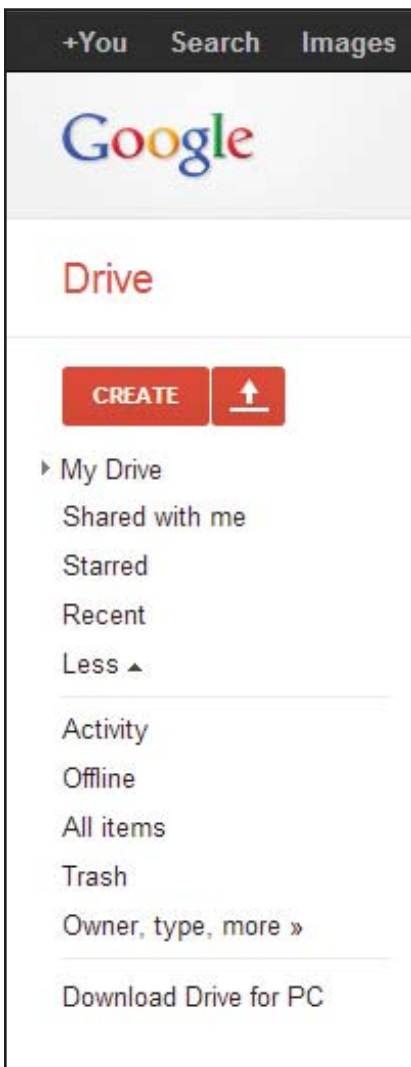 +You Search Images
Google
Drive
CREATE
My Drive
Shared with me
Starred
Recent
Less
Activity
Offline
All items
Trash
Owner, type, more »
Download Drive for PC